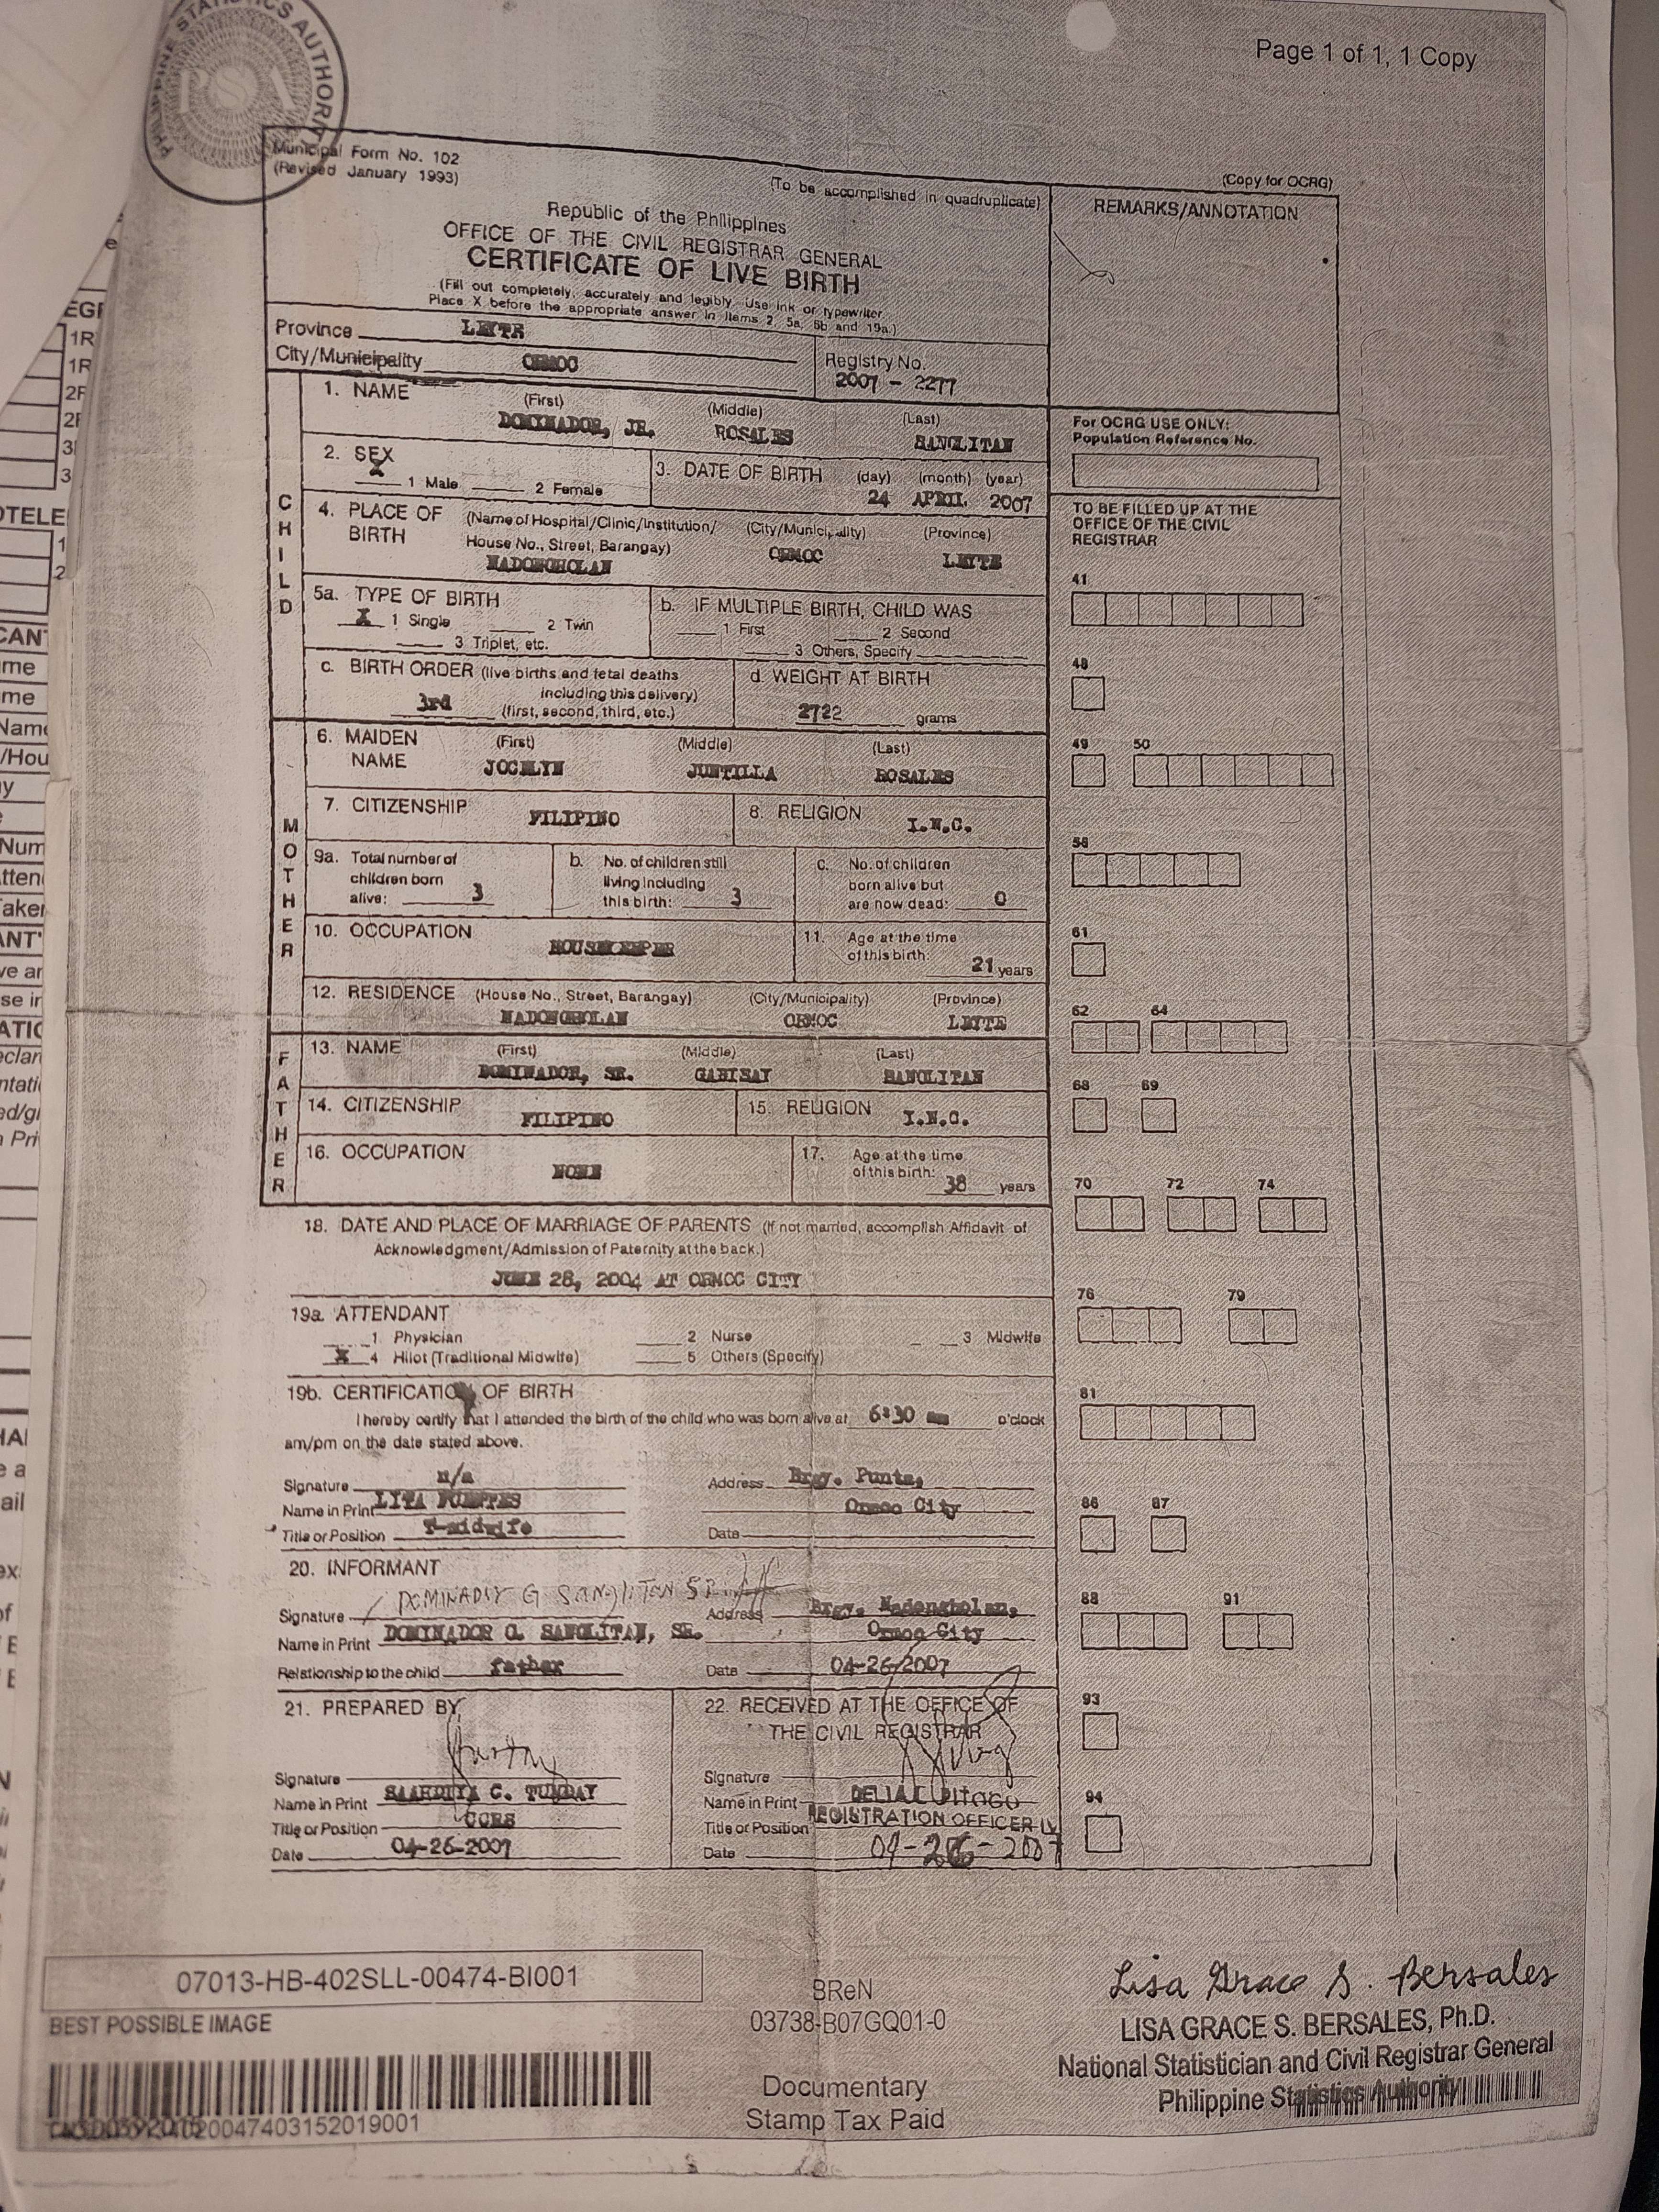 PHILIPPINE STATISTICS AUTHORITY
PSA
Page 1 of 1, 1 Copy
Municipal Form No. 102
(Revised January 1993)
(To be accomplished in quadruplicate)
(Copy for OCRG)
Republic of the Philippines
OFFICE OF THE CIVIL REGISTRAR GENERAL
CERTIFICATE OF LIVE BIRTH
(Fill out completely, accurately and legibly. Use ink or typewriter.
Place X before the appropriate answer in Items 2, 5a, 5b and 19a.)
REMARKS/ANNOTATION
Province LEYTE
City/Municipality ORMOC
Registry No.
2007 - 2277
CHILD
1. NAME (First) (Middle) (Last)
DOMINADOR, JR. ROSALES SANGLITAN
For OCRG USE ONLY:
Population Reference No.
2. SEX
X 1 Male 2 Female
3. DATE OF BIRTH (day) (month) (year)
24 APRIL 2007
4. PLACE OF BIRTH (Name of Hospital/Clinic/Institution/ House No., Street, Barangay) (City/Municipality) (Province)
NADONGHOLAN ORMOC LEYTE
TO BE FILLED UP AT THE
OFFICE OF THE CIVIL
REGISTRAR
5a. TYPE OF BIRTH
X 1 Single 2 Twin
3 Triplet, etc.
b. IF MULTIPLE BIRTH, CHILD WAS
1 First 2 Second
3 Others, Specify
41
c. BIRTH ORDER (live births and fetal deaths
including this delivery)
3rd (first, second, third, etc.)
d. WEIGHT AT BIRTH
2722 grams
48
MOTHER
6. MAIDEN NAME (First) (Middle) (Last)
JOCELYN JUNTILLA ROSALES
49 50
7. CITIZENSHIP FILIPINO
8. RELIGION I.N.C.
9a. Total number of
children born
alive: 3
b. No. of children still
living including
this birth: 3
c. No. of children
born alive but
are now dead: 0
56
10. OCCUPATION HOUSEKEEPER
11. Age at the time
of this birth:
21 years
61
12. RESIDENCE (House No., Street, Barangay) (City/Municipality) (Province)
NADONGHOLAN ORMOC LEYTE
62 64
FATHER
13. NAME (First) (Middle) (Last)
DOMINADOR, SR. GABISAY SANGLITAN
68 69
14. CITIZENSHIP FILIPINO
15. RELIGION I.N.C.
16. OCCUPATION NONE
17. Age at the time
of this birth:
38 years
70 72 74
18. DATE AND PLACE OF MARRIAGE OF PARENTS (If not married, accomplish Affidavit of
Acknowledgment/Admission of Paternity at the back.)
JUNE 28, 2004 AT ORMOC CITY
76 79
19a. ATTENDANT
1 Physician 2 Nurse 3 Midwife
X 4 Hilot (Traditional Midwife) 5 Others (Specify)
19b. CERTIFICATION OF BIRTH
81
I hereby certify that I attended the birth of the child who was born alive at 6:30 am o'clock
am/pm on the date stated above.
Signature n/a
Address Brgy. Punta,
Name in Print LITA FUENTES
Ormoc City
Title or Position T-midwife
Date
86 87
20. INFORMANT
Signature DOMINADOR G SANGLITAN SR.
Address Brgy. Nadongholan,
Name in Print DOMINADOR G. SANGLITAN, SR.
Ormoc City
Relationship to the child father
Date 04-26/2007
88 91
21. PREPARED BY
22. RECEIVED AT THE OFFICE OF
THE CIVIL REGISTRAR
93
Signature
Name in Print C. TUMDAY
Title or Position CCRS
Date 04-26-2007
Signature
Name in Print DELIA
Title or Position REGISTRATION OFFICER IV
Date 04-26-2007
94
07013-HB-402SLL-00474-BI001
BEST POSSIBLE IMAGE
BReN
03738-B07GQ01-0
Documentary
Stamp Tax Paid
Lisa Grace S. Bersales
LISA GRACE S. BERSALES, Ph.D.
National Statistician and Civil Registrar General
Philippine Statistics Authority